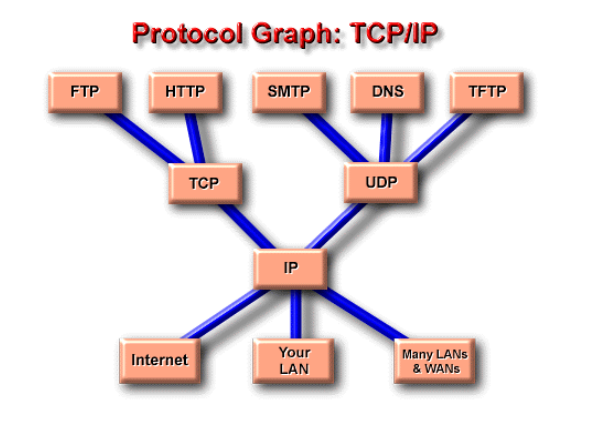 Protocol Graph: TCP/IP
FTP
HTTP
SMTP
DNS
TFTP
TCP
UDP
IP
Internet
Your
LAN
Many LANs
& WANs